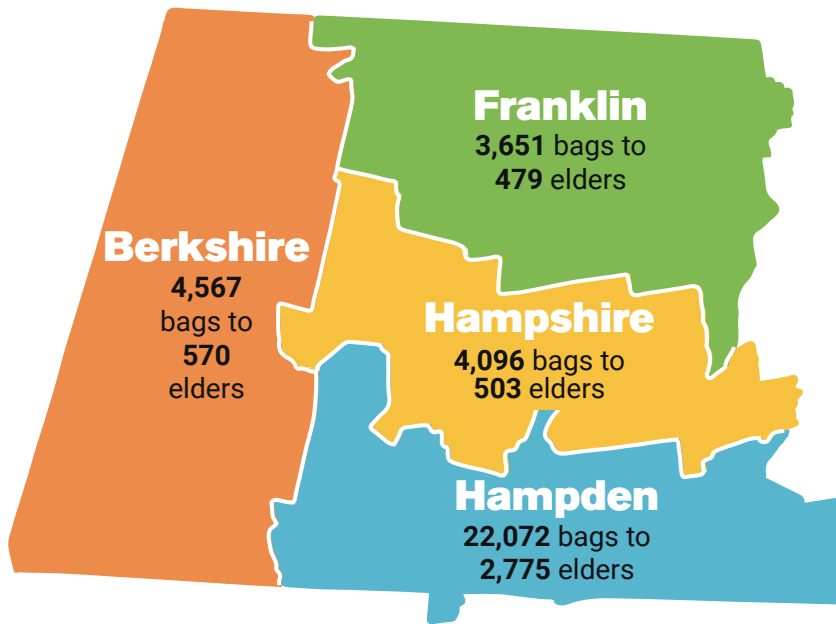 Franklin
3,651 bags to
479 elders
Berkshire
4,567
bags to
570
elders
Hampshire
4,096 bags to
503 elders
Hampden
22,072 bags to
2,775 elders